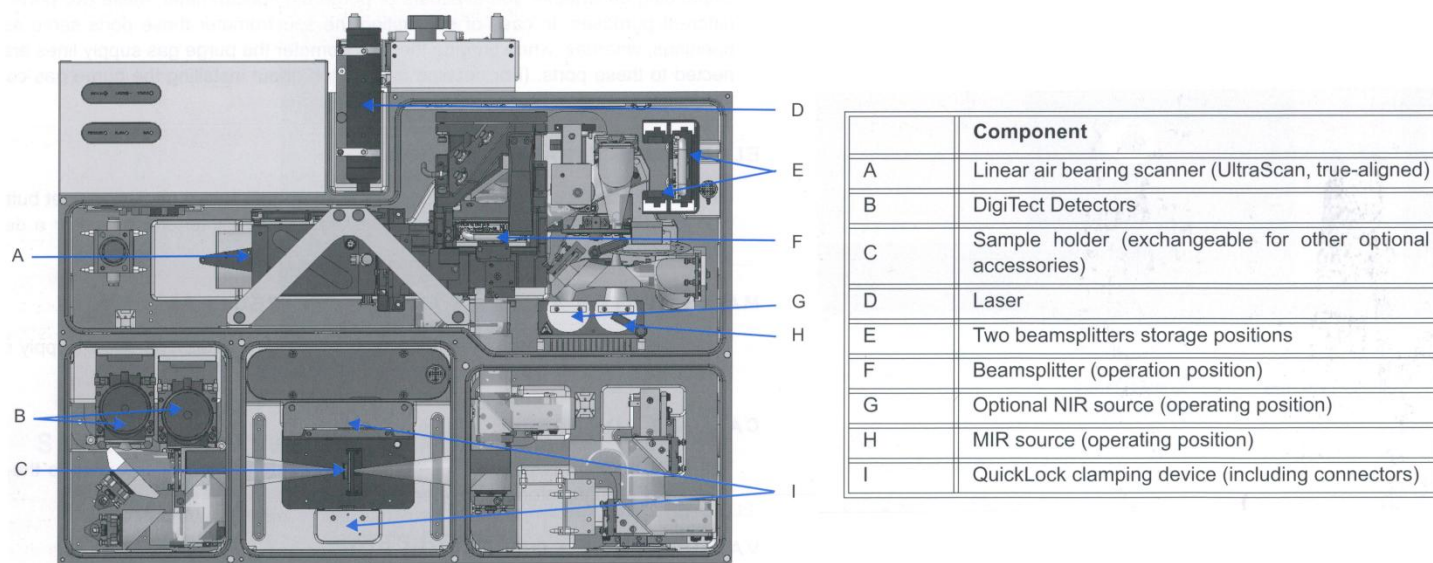 D
E
F
A
G
H
B
C
I
Component
A Linear air bearing scanner (UltraScan, true-aligned)
B DigiTect Detectors
C Sample holder (exchangeable for other optional
accessories)
D Laser
E Two beamsplitters storage positions
F Beamsplitter (operation position)
G Optional NIR source (operating position)
H MIR source (operating position)
I QuickLock clamping device (including connectors)